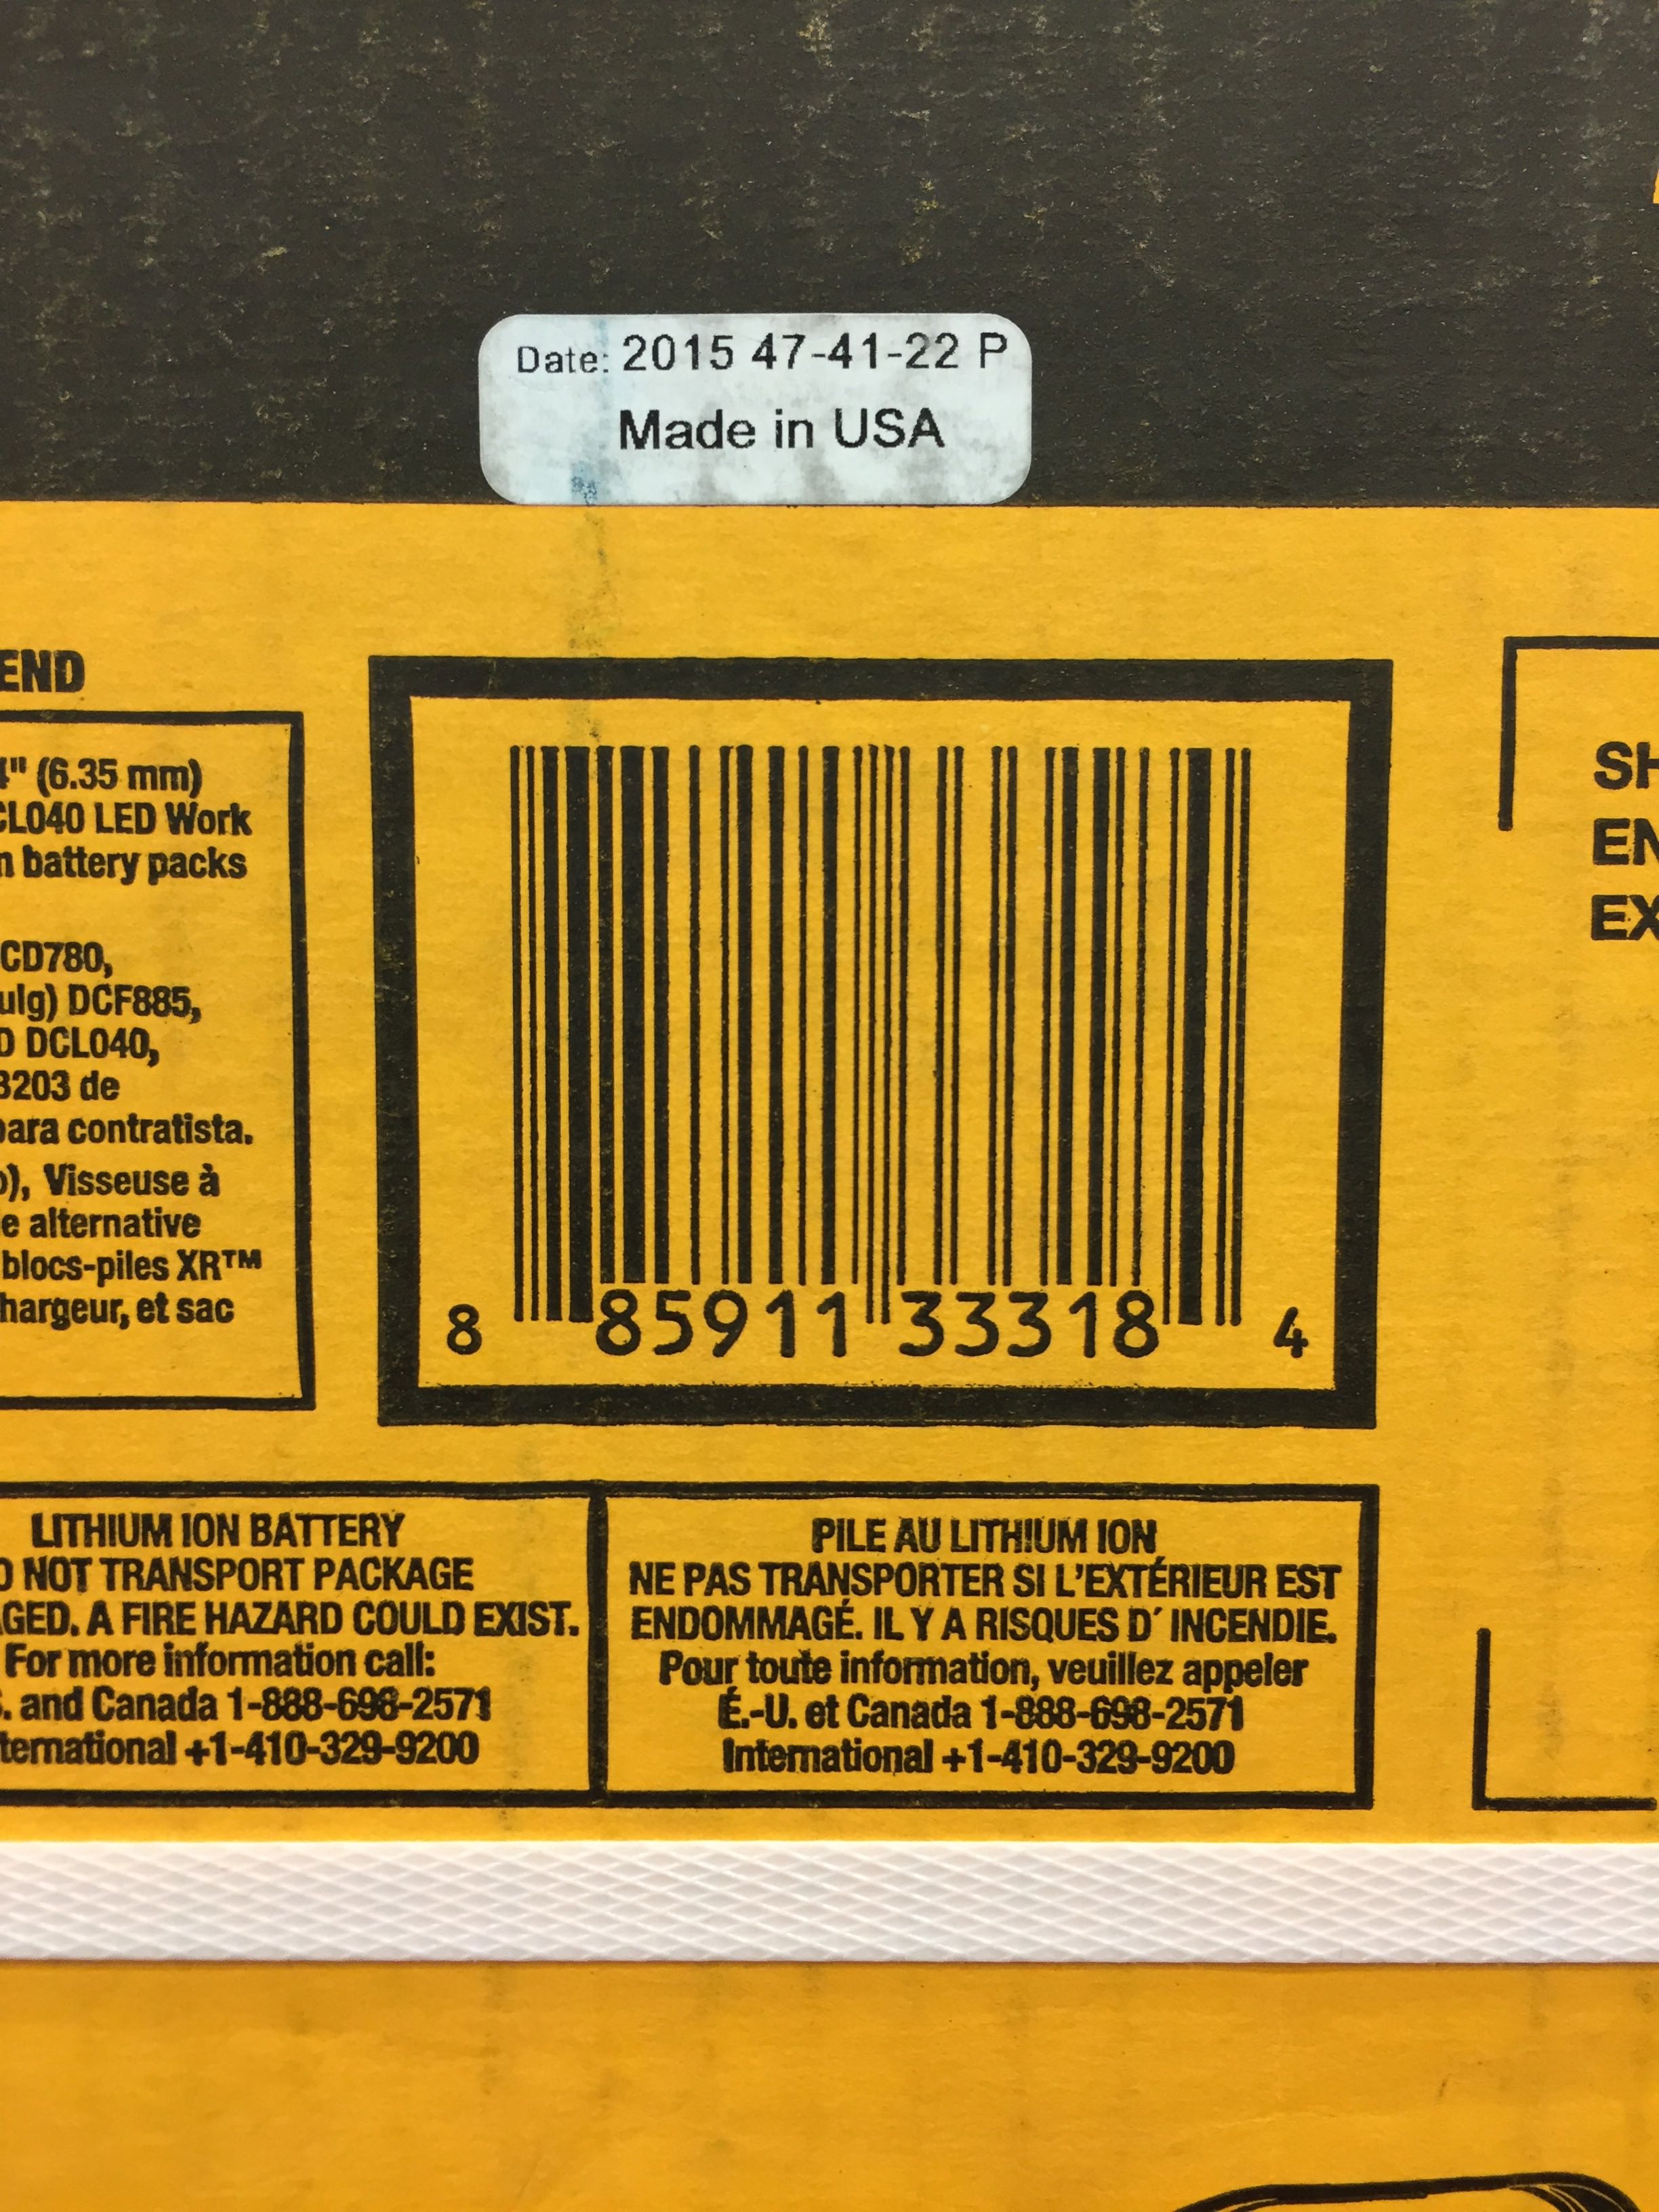 Date: 2015 47-41-22 P
Made in USA
END
4" (6.35 mm)
CL040 LED Work
n battery packs
CD780,
ulg) DCF885,
D DCL040,
B203 de
para contratista.
o), Visseuse à
e alternative
blocs-piles XR™
hargeur, et sac
8 85911 33318 4
SH
EN
EX
LITHIUM ION BATTERY
O NOT TRANSPORT PACKAGE
AGED. A FIRE HAZARD COULD EXIST.
For more information call:
S. and Canada 1-888-698-2571
ternational +1-410-329-9200
PILE AU LITHIUM ION
NE PAS TRANSPORTER SI L'EXTÉRIEUR EST
ENDOMMAGÉ. IL Y A RISQUES D´ INCENDIE.
Pour toute information, veuillez appeler
É.-U. et Canada 1-888-698-2571
International +1-410-329-9200